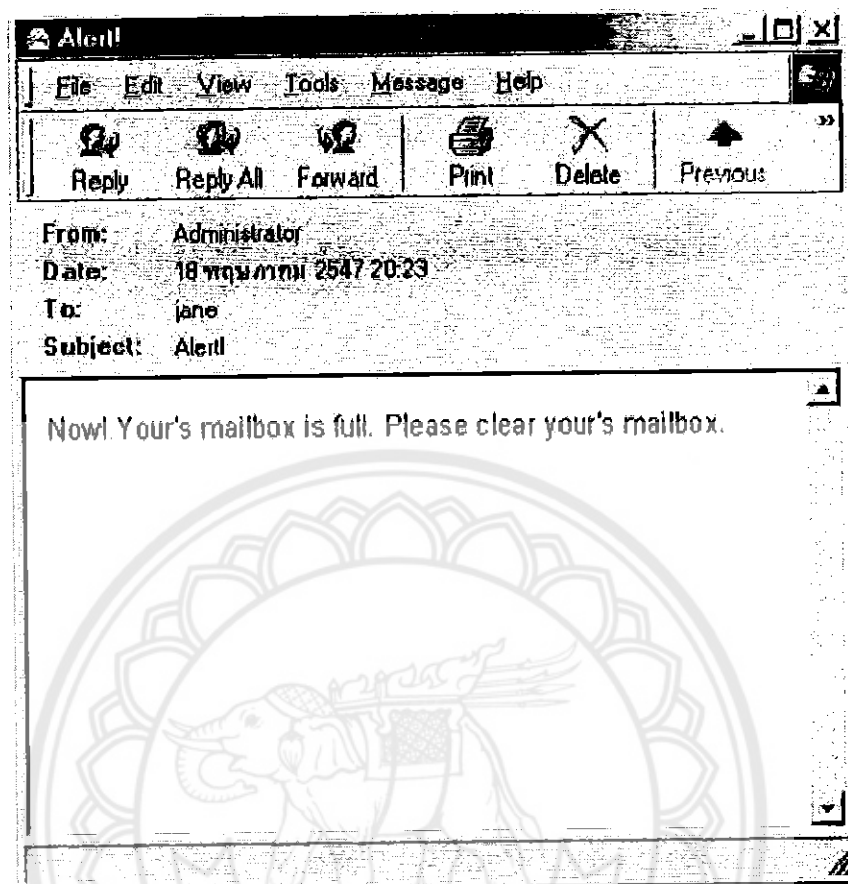 Alert!
File Edit View Tools Message Help
Reply Reply All Forward Print Delete Previous »
From: Administrator
Date: 18 พฤษภาคม 2547 20:23
To: jane
Subject: Alert!
Now! Your's mailbox is full. Please clear your's mailbox.